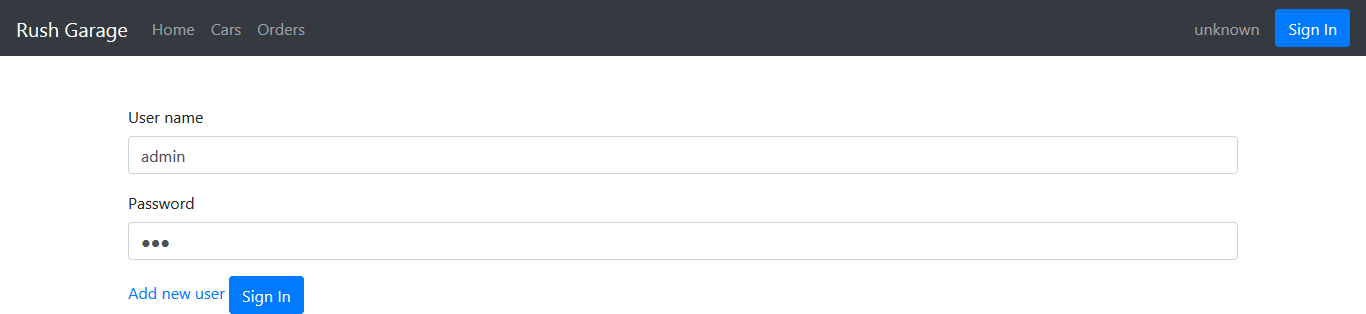 Rush Garage Home Cars Orders unknown Sign In
User name
admin
Password
●●●
Add new user Sign In